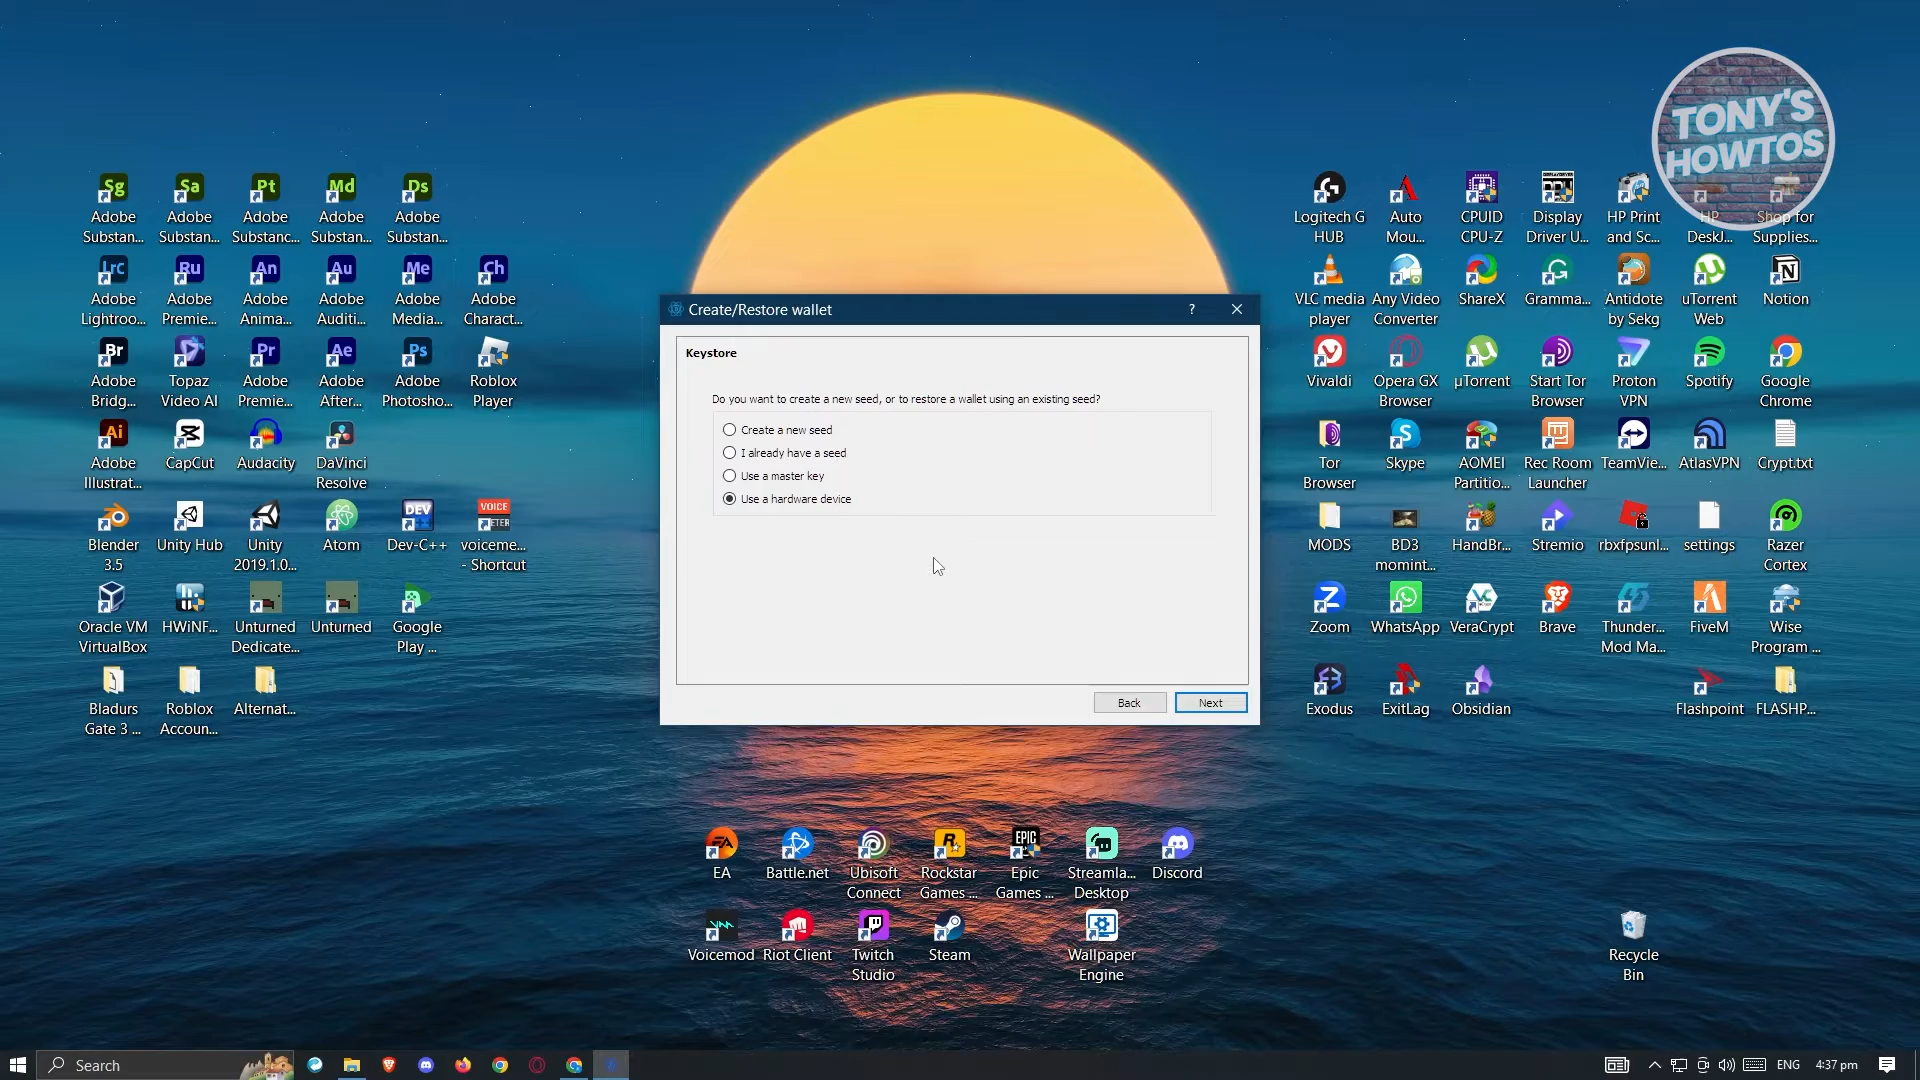 TONY'S
HOWTOS
Adobe
Substan...
Adobe
Substan...
Adobe
Substanc...
Adobe
Substan...
Adobe
Substan...
Logitech G
HUB
Auto
Mou...
CPUID
CPU-Z
Display
Driver U...
HP Print
and Sc...
HP
DeskJ...
Shop for
Supplies...
Adobe
Lightroo...
Adobe
Premie...
Adobe
Anima...
Adobe
Auditi...
Adobe
Media...
Adobe
Charact...
VLC media
player
Any Video
Converter
ShareX
Gramma...
Antidote
by Sekg
uTorrent
Web
Notion
Adobe
Bridg...
Topaz
Video AI
Adobe
Premie...
Adobe
After...
Adobe
Photosho...
Roblox
Player
Vivaldi
Opera GX
Browser
µTorrent
Start Tor
Browser
Proton
VPN
Spotify
Google
Chrome
Adobe
Illustrat...
CapCut
Audacity
DaVinci
Resolve
Tor
Browser
Skype
AOMEI
Partitio...
Rec Room
Launcher
TeamVie...
AtlasVPN
Crypt.txt
Blender
3.5
Unity Hub
Unity
2019.1.0...
Atom
Dev-C++
voiceme...
- Shortcut
MODS
BD3
momint...
HandBr...
Stremio
rbxfpsunl...
settings
Razer
Cortex
Oracle VM
VirtualBox
HWiNF...
Unturned
Dedicate...
Unturned
Google
Play ...
Zoom
WhatsApp
VeraCrypt
Brave
Thunder...
Mod Ma...
FiveM
Wise
Program ...
Bladurs
Gate 3 ...
Roblox
Accoun...
Alternat...
Exodus
ExitLag
Obsidian
Flashpoint
FLASHP...
Create/Restore wallet
?
Keystore
Do you want to create a new seed, or to restore a wallet using an existing seed?
Create a new seed
I already have a seed
Use a master key
Use a hardware device
Back
Next
EA
Battle.net
Ubisoft
Connect
Rockstar
Games ...
Epic
Games ...
Streamla...
Desktop
Discord
Voicemod
Riot Client
Twitch
Studio
Steam
Wallpaper
Engine
Recycle
Bin
Search
ENG
4:37 pm